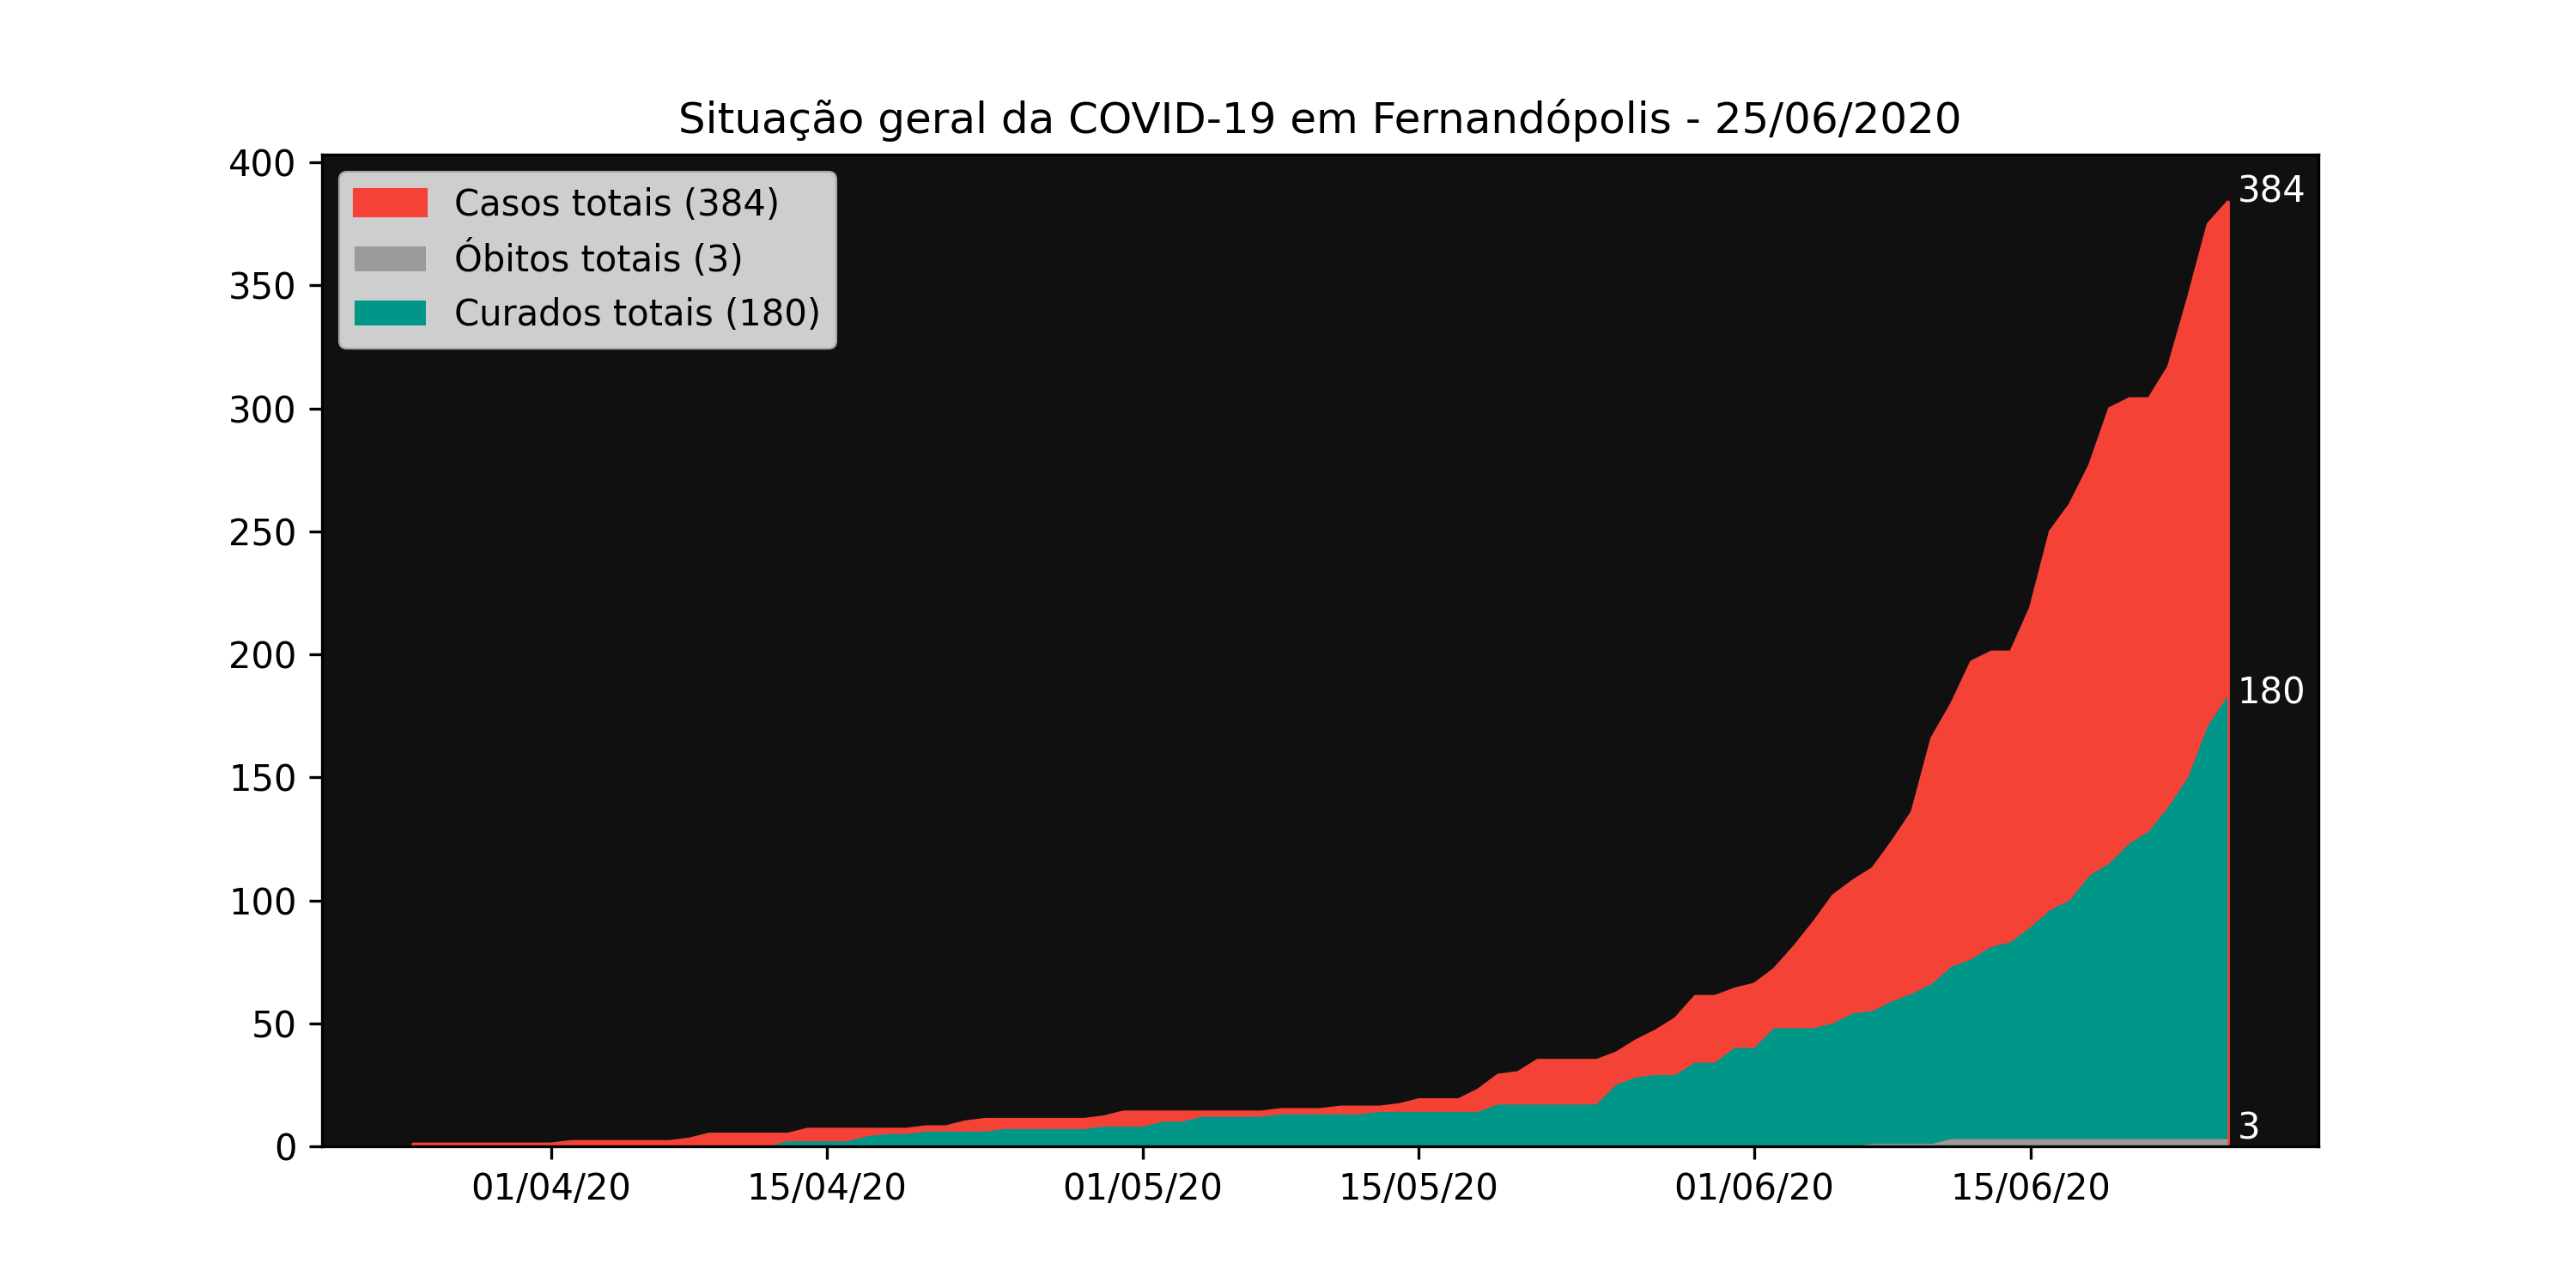 Situação geral da COVID-19 em Fernandópolis - 25/06/2020
400
350
300
250
200
150
100
50
0
Casos totais (384)
Óbitos totais (3)
Curados totais (180)
384
180
3
01/04/20 15/04/20 01/05/20 15/05/20 01/06/20 15/06/20